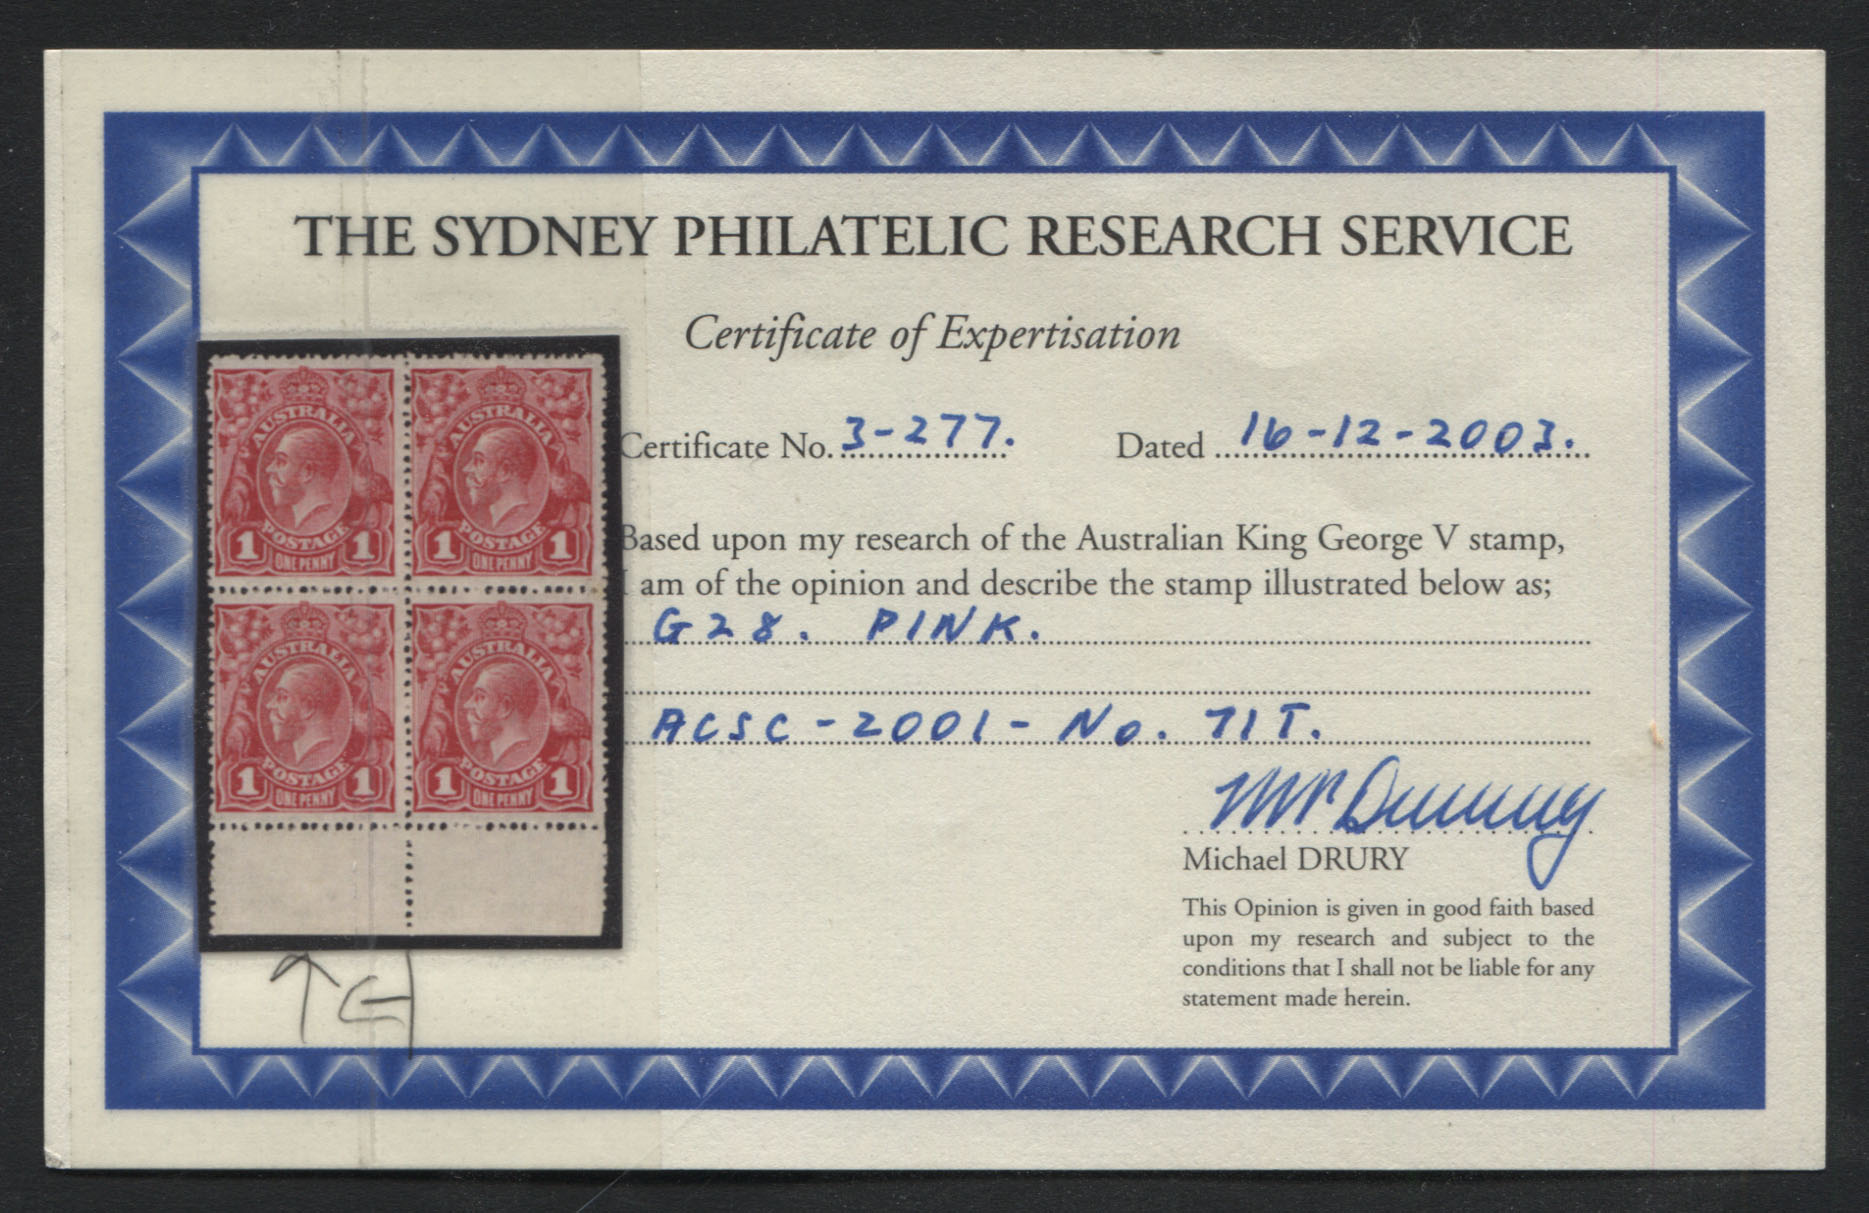 THE SYDNEY PHILATELIC RESEARCH SERVICE
Certificate of Expertisation
Certificate No. 3-277.
Dated 16-12-2003.
Based upon my research of the Australian King George V stamp,
I am of the opinion and describe the stamp illustrated below as;
G28. PINK.
ACSC-2001-No. 71T.
Michael DRURY
This Opinion is given in good faith based
upon my research and subject to the
conditions that I shall not be liable for any
statement made herein.
AUSTRALIA
POSTAGE
1 1
ONE PENNY
AUSTRALIA
POSTAGE
1 1
ONE PENNY
AUSTRALIA
POSTAGE
1 1
ONE PENNY
AUSTRALIA
POSTAGE
1 1
ONE PENNY